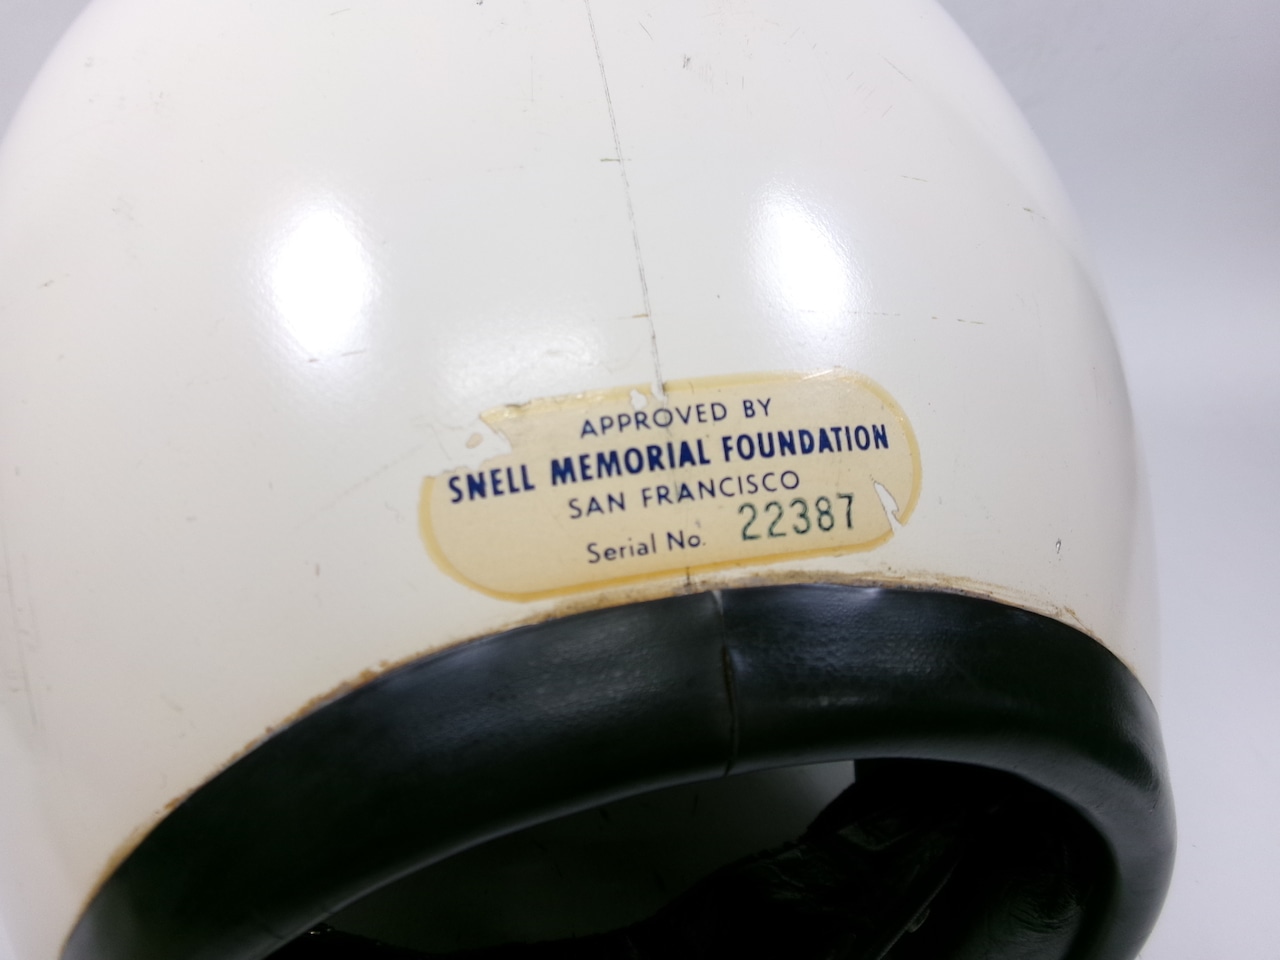 APPROVED BY
SNELL MEMORIAL FOUNDATION
SAN FRANCISCO
Serial No. 22387